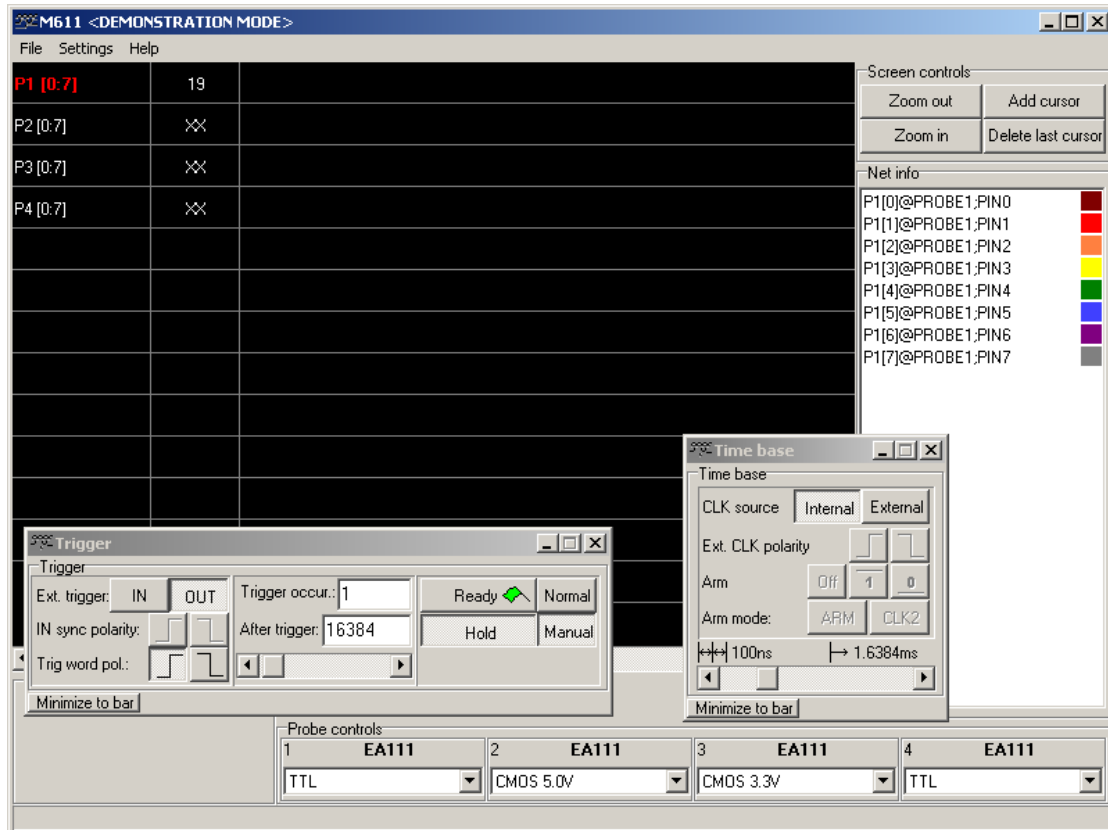 M611 <DEMONSTRATION MODE>
File Settings Help
P1 [0:7] 19
P2 [0:7] XX
P3 [0:7] XX
P4 [0:7] XX
Screen controls
Zoom out Add cursor
Zoom in Delete last cursor
Net info
P1[0]@PROBE1;PIN0
P1[1]@PROBE1;PIN1
P1[2]@PROBE1;PIN2
P1[3]@PROBE1;PIN3
P1[4]@PROBE1;PIN4
P1[5]@PROBE1;PIN5
P1[6]@PROBE1;PIN6
P1[7]@PROBE1;PIN7
Time base
Time base
CLK source Internal External
Ext. CLK polarity
Arm Off 1 0
Arm mode: ARM CLK2
100ns 1.6384ms
Minimize to bar
Trigger
Trigger
Ext. trigger: IN OUT Trigger occur.: 1 Ready Normal
IN sync polarity: After trigger: 16384 Hold Manual
Trig word pol.:
Minimize to bar
Probe controls
1 EA111 2 EA111 3 EA111 4 EA111
TTL CMOS 5.0V CMOS 3.3V TTL